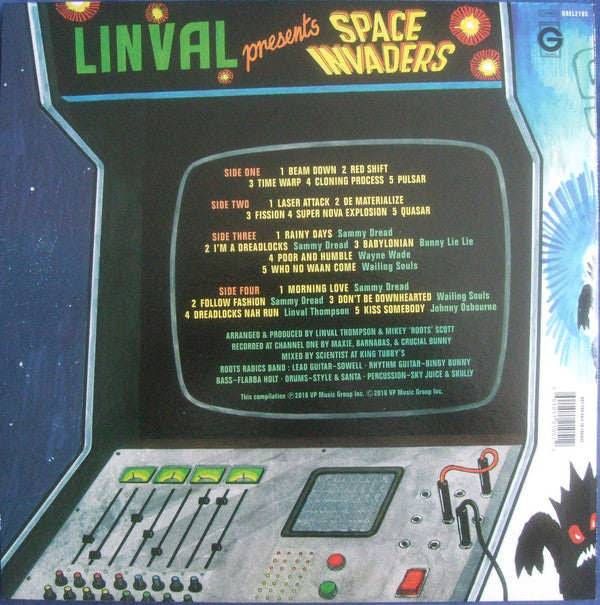 GREL2105
G
LINVAL presents SPACE INVADERS
SIDE ONE 1 BEAM DOWN 2 RED SHIFT
3 TIME WARP 4 CLONING PROCESS 5 PULSAR
SIDE TWO 1 LASER ATTACK 2 DE MATERIALIZE
3 FISSION 4 SUPER NOVA EXPLOSION 5 QUASAR
SIDE THREE 1 RAINY DAYS Sammy Dread
2 I'M A DREADLOCKS Sammy Dread 3 BABYLONIAN Bunny Lie Lie
4 POOR AND HUMBLE Wayne Wade
5 WHO NO WAAN COME Wailing Souls
SIDE FOUR 1 MORNING LOVE Sammy Dread
2 FOLLOW FASHION Sammy Dread 3 DON'T BE DOWNHEARTED Wailing Souls
4 DREADLOCKS NAH RUN Linval Thompson 5 KISS SOMEBODY Johnny Osbourne
ARRANGED & PRODUCED BY LINVAL THOMPSON & MIKEY 'ROOTS' SCOTT
RECORDED AT CHANNEL ONE BY MAXIE, BARNABAS, & CRUCIAL BUNNY
MIXED BY SCIENTIST AT KING TUBBY'S
ROOTS RADICS BAND : LEAD GUITAR-SOWELL · RHYTHM GUITAR-BINGY BUNNY
BASS-FLABBA HOLT · DRUMS-STYLE & SANTA · PERCUSSION-SKY JUICE & SKULLY
This compilation ℗2016 VP Music Group Inc. ©2016 VP Music Group Inc.